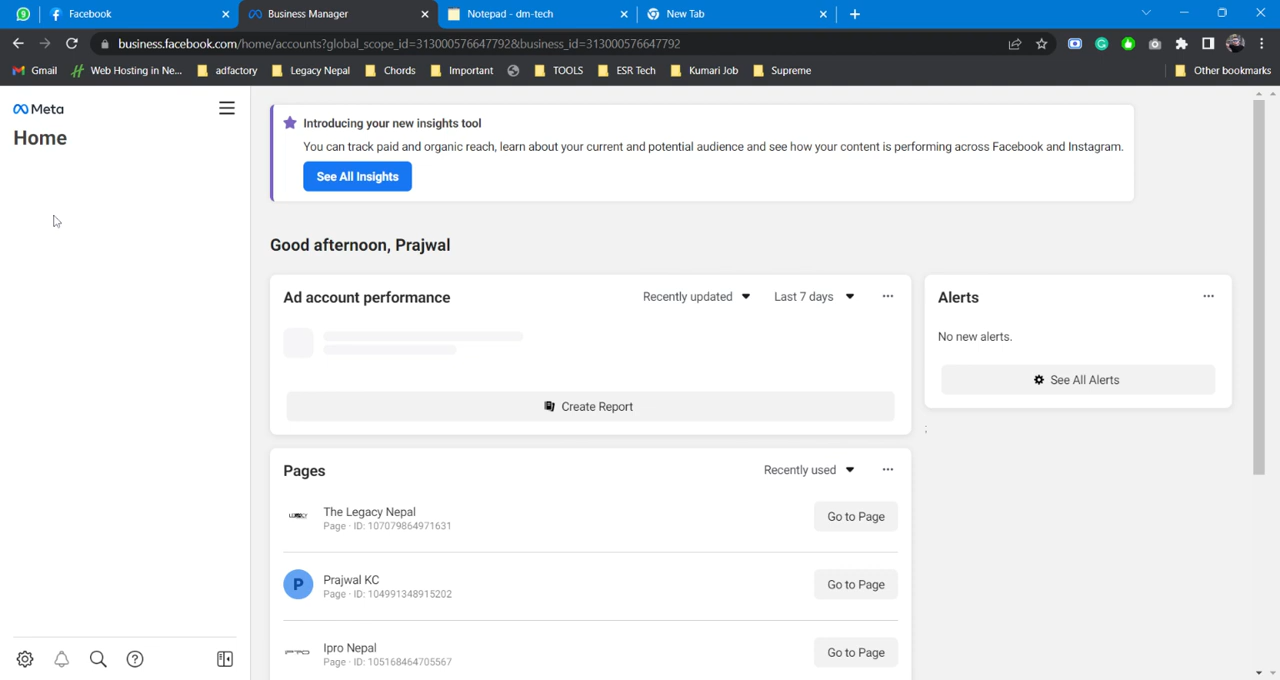 9
Facebook
Business Manager
Notepad - dm-tech
New Tab
business.facebook.com/home/accounts?global_scope_id=313000576647792&business_id=313000576647792
Gmail
Web Hosting in Ne...
adfactory
Legacy Nepal
Chords
Important
TOOLS
ESR Tech
Kumari Job
Supreme
Other bookmarks
Meta
Home
Introducing your new insights tool
You can track paid and organic reach, learn about your current and potential audience and see how your content is performing across Facebook and Instagram.
See All Insights
Good afternoon, Prajwal
Ad account performance
Recently updated
Last 7 days
Create Report
Alerts
No new alerts.
See All Alerts
;
Pages
Recently used
The Legacy Nepal
Page · ID: 107079864971631
Go to Page
P
Prajwal KC
Page · ID: 104991348915202
Go to Page
Ipro Nepal
Page · ID: 105168464705567
Go to Page